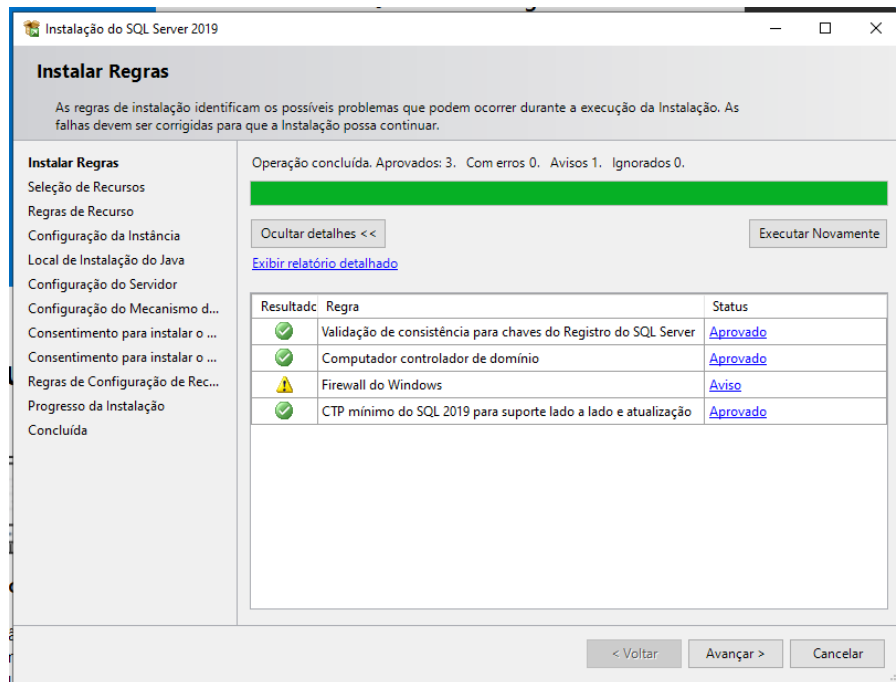 Instalação do SQL Server 2019
Instalar Regras
As regras de instalação identificam os possíveis problemas que podem ocorrer durante a execução da Instalação. As
falhas devem ser corrigidas para que a Instalação possa continuar.
Instalar Regras
Seleção de Recursos
Regras de Recurso
Configuração da Instância
Local de Instalação do Java
Configuração do Servidor
Configuração do Mecanismo d...
Consentimento para instalar o ...
Consentimento para instalar o ...
Regras de Configuração de Rec...
Progresso da Instalação
Concluída
Operação concluída. Aprovados: 3. Com erros 0. Avisos 1. Ignorados 0.
Ocultar detalhes <<
Executar Novamente
Exibir relatório detalhado
Resultado Regra Status
Validação de consistência para chaves do Registro do SQL Server Aprovado
Computador controlador de domínio Aprovado
Firewall do Windows Aviso
CTP mínimo do SQL 2019 para suporte lado a lado e atualização Aprovado
< Voltar Avançar > Cancelar